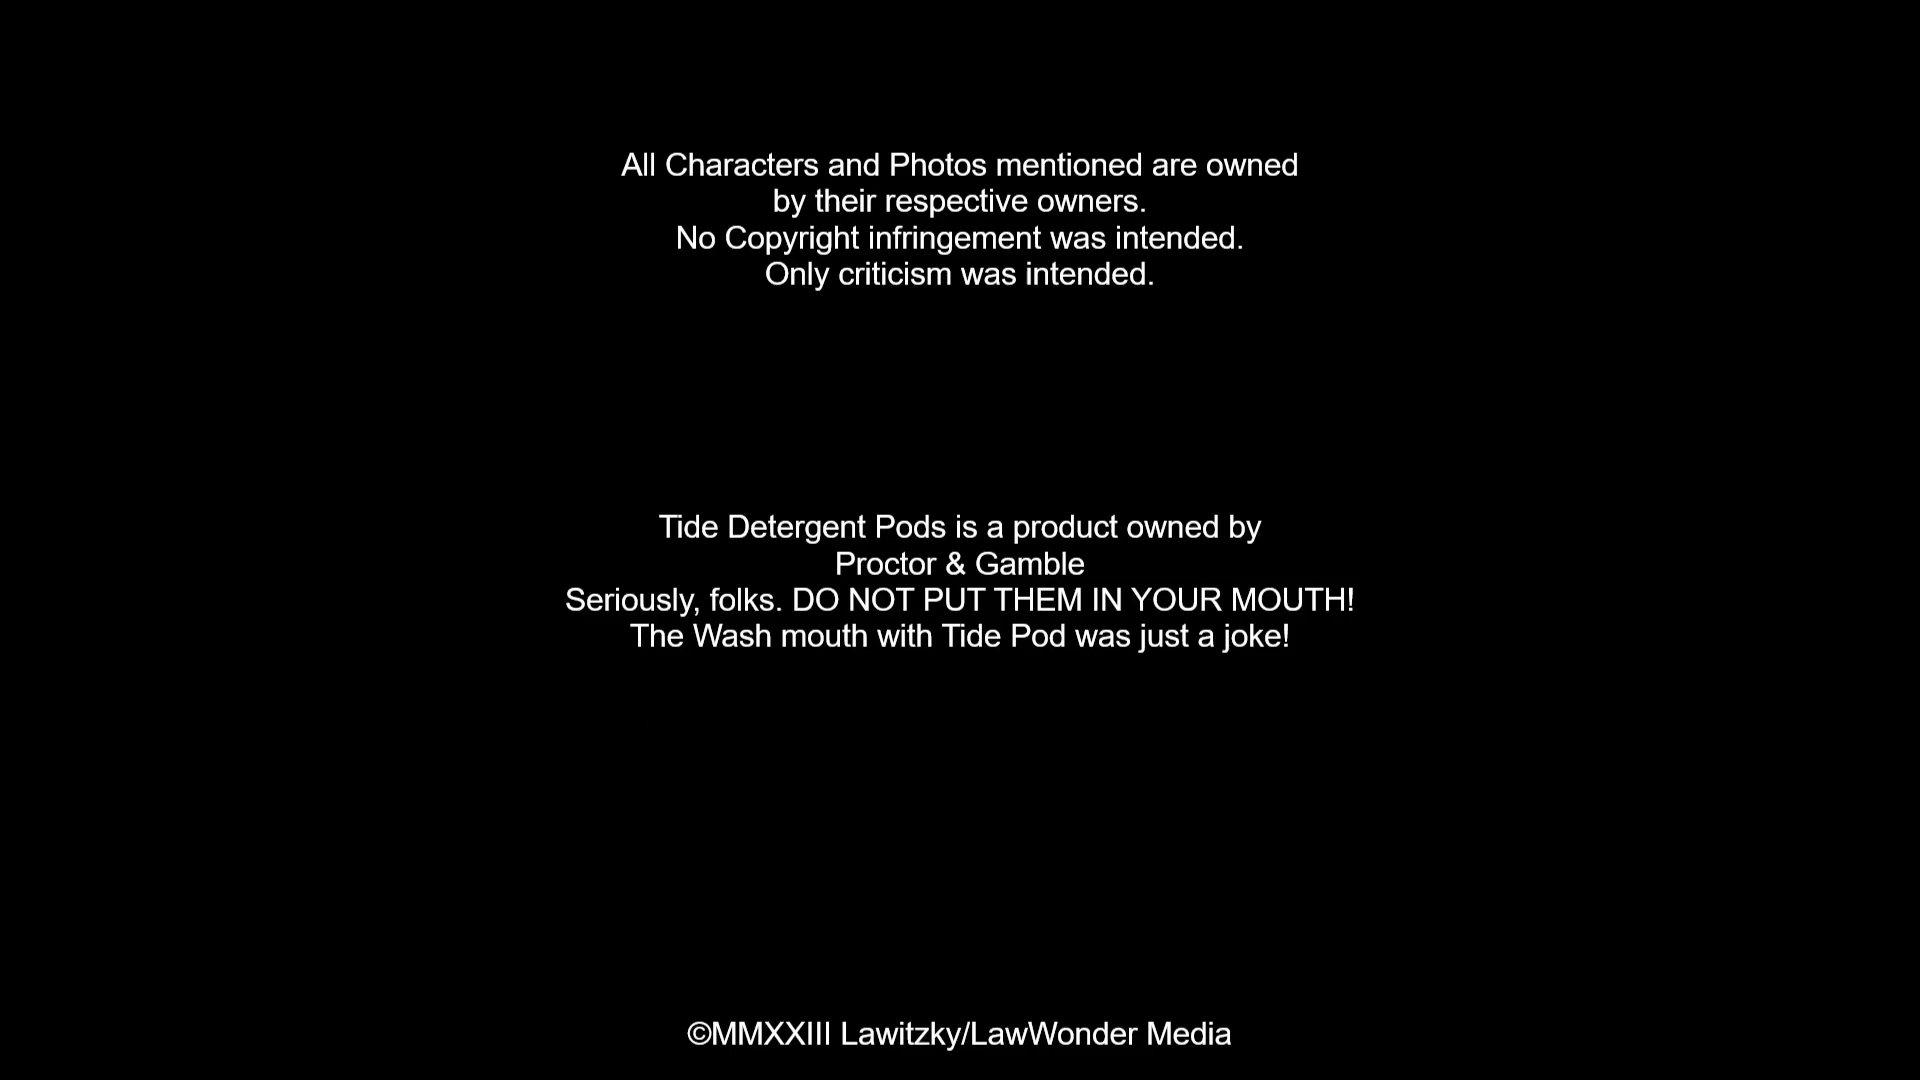 All Characters and Photos mentioned are owned
by their respective owners.
No Copyright infringement was intended.
Only criticism was intended.
Tide Detergent Pods is a product owned by
Proctor & Gamble
Seriously, folks. DO NOT PUT THEM IN YOUR MOUTH!
The Wash mouth with Tide Pod was just a joke!
©MMXXIII Lawitzky/LawWonder Media